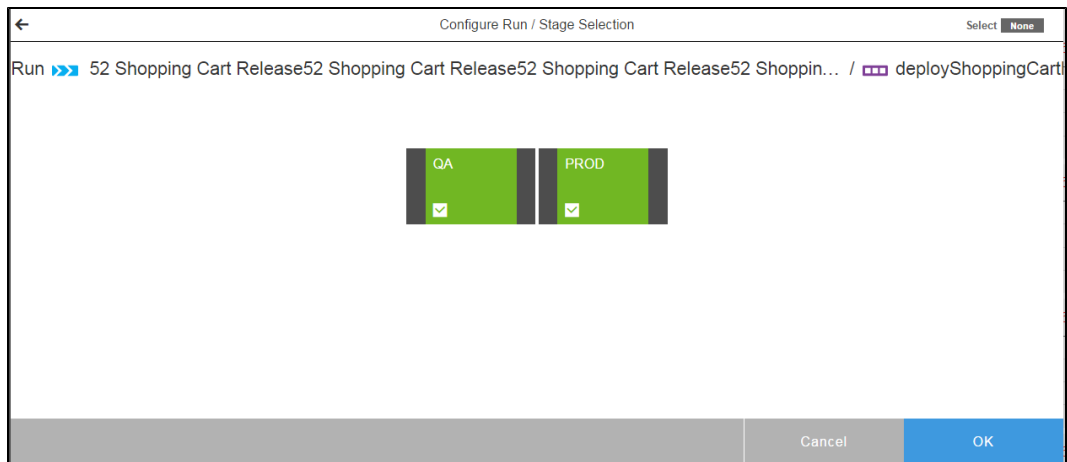 Configure Run / Stage Selection
Select None
Run 52 Shopping Cart Release52 Shopping Cart Release52 Shopping Cart Release52 Shoppin... / deployShoppingCart
QA PROD
Cancel OK